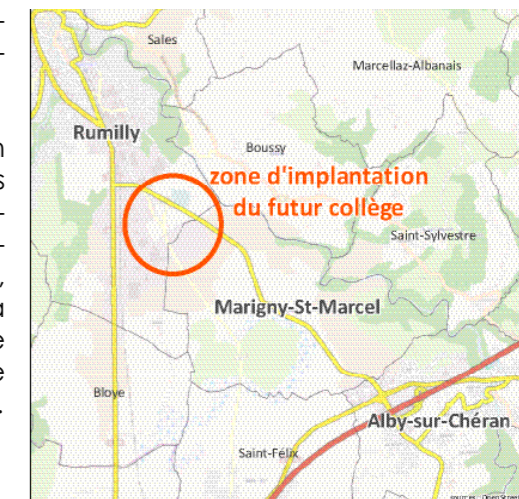 Sales
Marcellaz-Albanais
Rumilly
Boussy
zone d'implantation
du futur collège
Saint-Sylvestre
Marigny-St-Marcel
Bloye
Alby-sur-Chéran
Saint-Félix